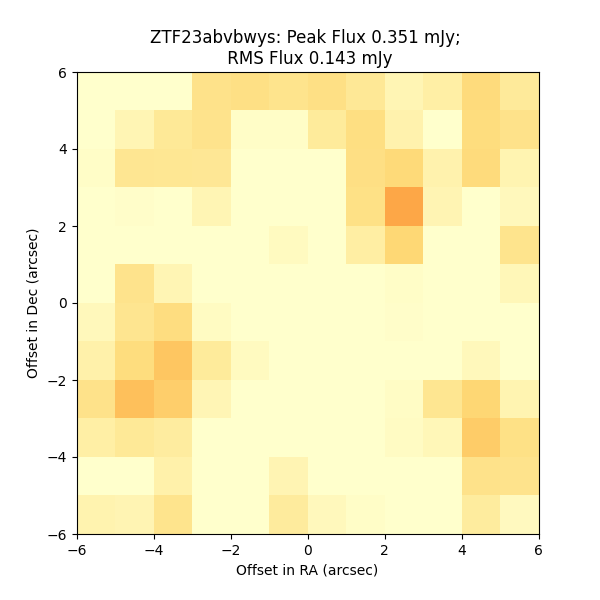 ZTF23abvbwys: Peak Flux 0.351 mJy;
RMS Flux 0.143 mJy
6
4
2
0
−2
−4
−6
Offset in Dec (arcsec)
−6 −4 −2 0 2 4 6
Offset in RA (arcsec)